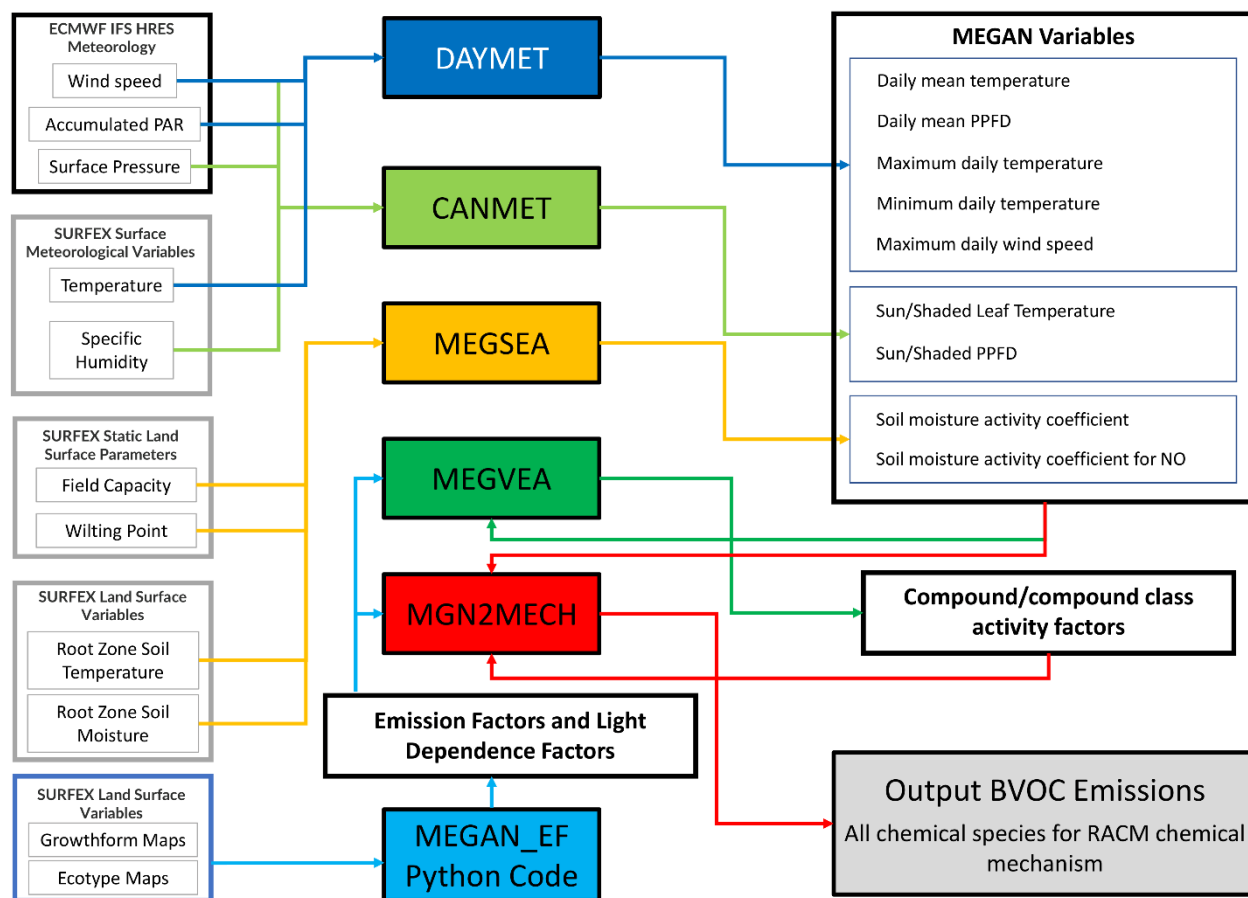 ECMWF IFS HRES
Meteorology
Wind speed
Accumulated PAR
Surface Pressure
SURFEX Surface
Meteorological Variables
Temperature
Specific
Humidity
SURFEX Static Land
Surface Parameters
Field Capacity
Wilting Point
SURFEX Land Surface
Variables
Root Zone Soil
Temperature
Root Zone Soil
Moisture
SURFEX Land Surface
Variables
Growthform Maps
Ecotype Maps
DAYMET
CANMET
MEGSEA
MEGVEA
MGN2MECH
Emission Factors and Light
Dependence Factors
MEGAN_EF
Python Code
MEGAN Variables
Daily mean temperature
Daily mean PPFD
Maximum daily temperature
Minimum daily temperature
Maximum daily wind speed
Sun/Shaded Leaf Temperature
Sun/Shaded PPFD
Soil moisture activity coefficient
Soil moisture activity coefficient for NO
Compound/compound class
activity factors
Output BVOC Emissions
All chemical species for RACM chemical
mechanism